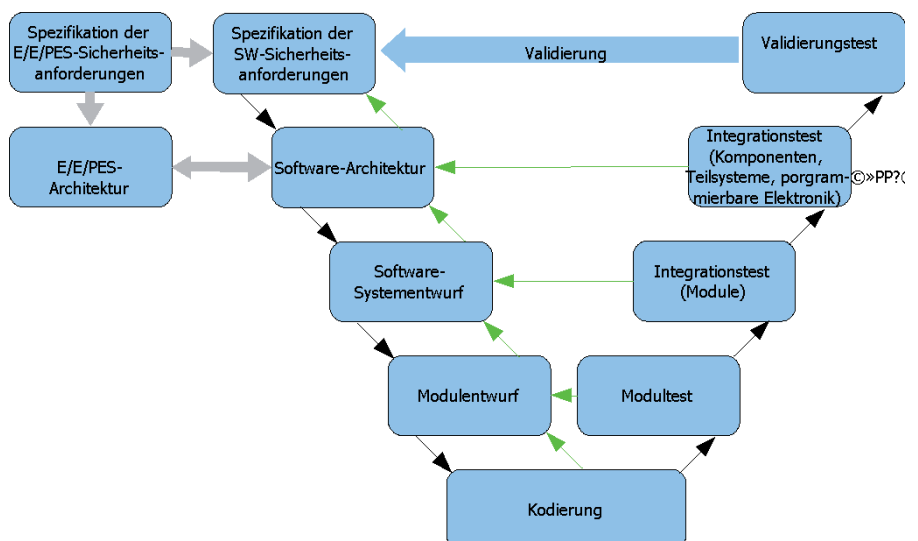 Spezifikation der
E/E/PES-Sicherheits-
anforderungen
Spezifikation der
SW-Sicherheits-
anforderungen
Validierung
Validierungstest
E/E/PES-
Architektur
Software-Architektur
Integrationstest
(Komponenten,
Teilsysteme, porgram-©»PP?©
mierbare Elektronik)
Software-
Systementwurf
Integrationstest
(Module)
Modulentwurf
Modultest
Kodierung